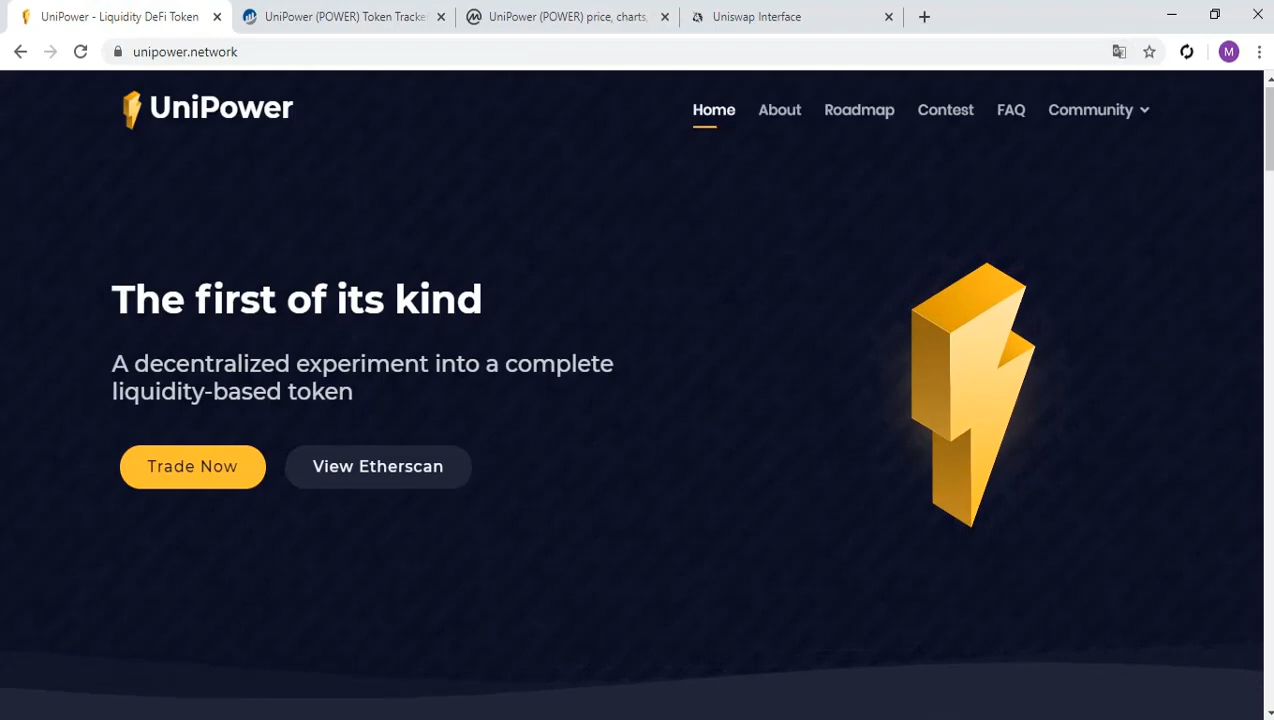 UniPower - Liquidity DeFi Token
UniPower (POWER) Token Tracke
UniPower (POWER) price, charts,
Uniswap Interface
unipower.network
M
UniPower
Home
About
Roadmap
Contest
FAQ
Community
The first of its kind
A decentralized experiment into a complete
liquidity-based token
Trade Now
View Etherscan